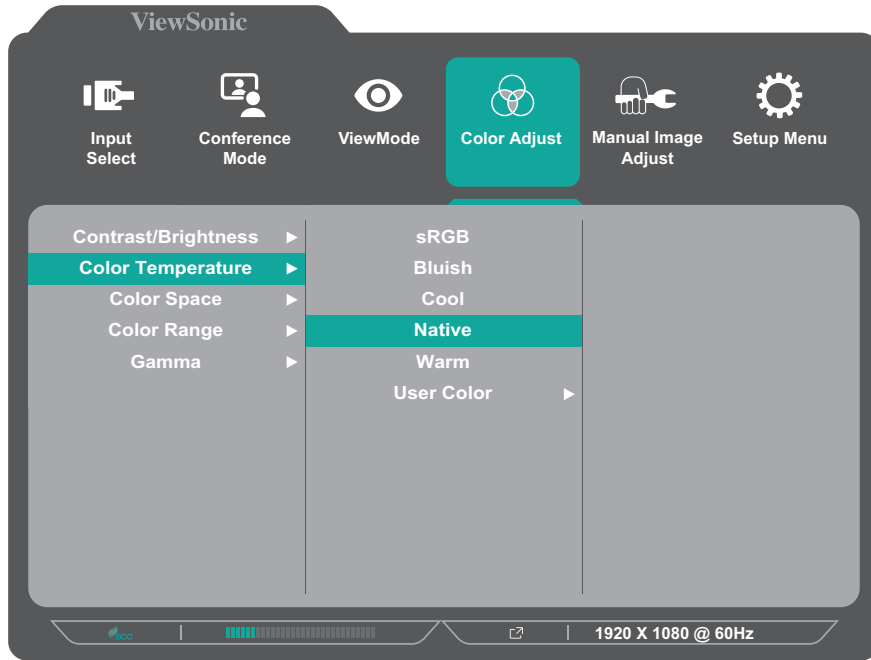 ViewSonic
Input
Select
Conference
Mode
ViewMode
Color Adjust
Manual Image
Adjust
Setup Menu
Contrast/Brightness
Color Temperature
Color Space
Color Range
Gamma
sRGB
Bluish
Cool
Native
Warm
User Color
eco
1920 X 1080 @ 60Hz